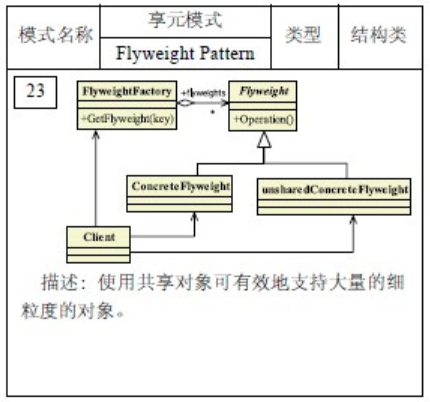 模式名称
享元模式
Flyweight Pattern
类型
结构类
23
FlyweightFactory
+GetFlyweight(key)
+flyweights
*
Flyweight
+Operation()
ConcreteFlyweight
unsharedConcreteFlyweight
Client
描述：使用共享对象可有效地支持大量的细
粒度的对象。